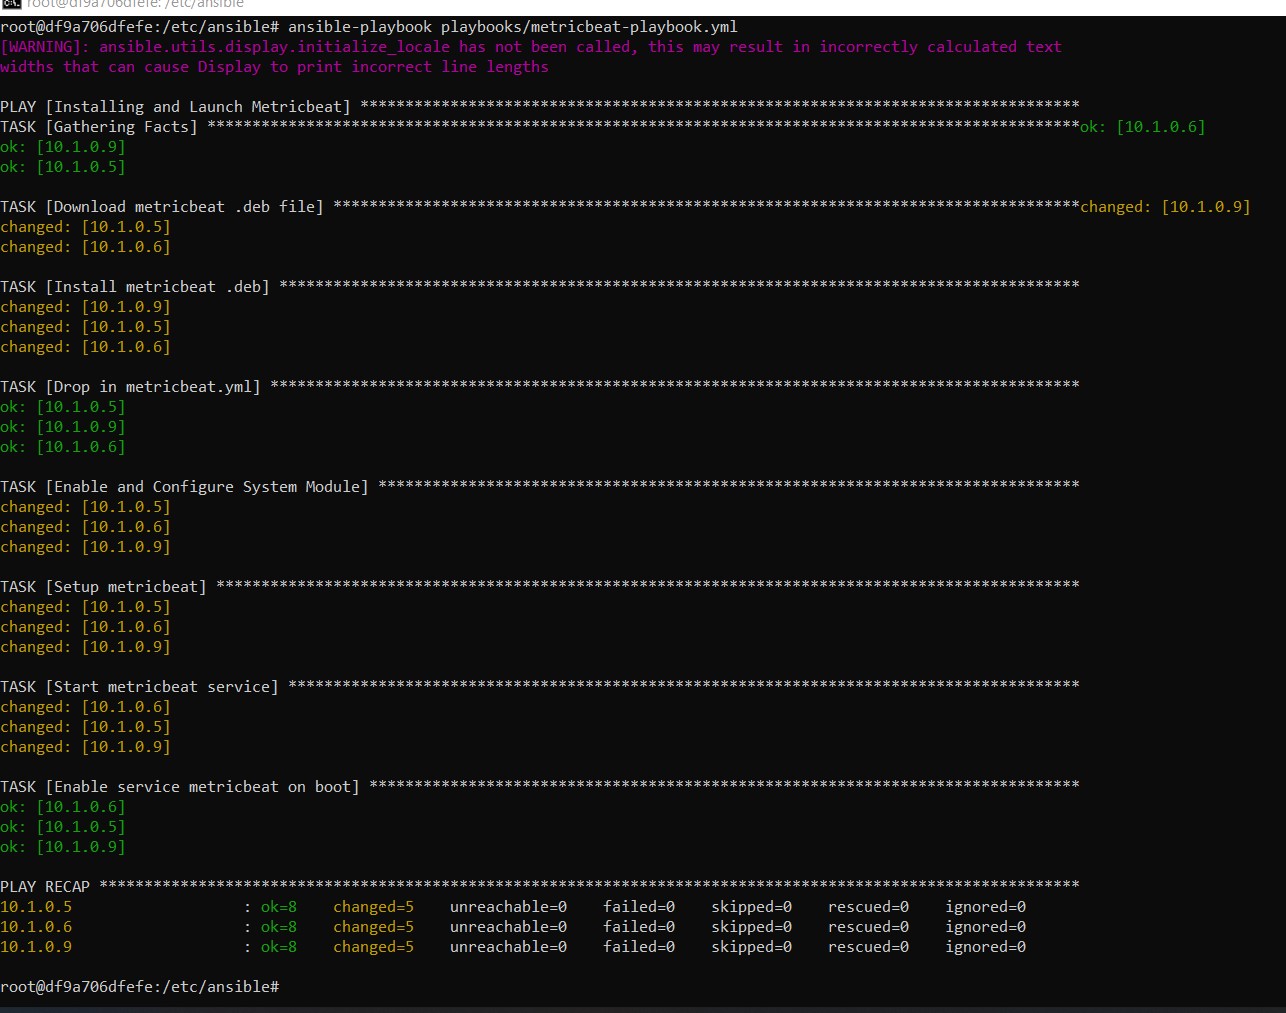 root@df9a706dfefe: /etc/ansible
root@df9a706dfefe:/etc/ansible# ansible-playbook playbooks/metricbeat-playbook.yml
[WARNING]: ansible.utils.display.initialize_locale has not been called, this may result in incorrectly calculated text
widths that can cause Display to print incorrect line lengths
PLAY [Installing and Launch Metricbeat] ********************************************************************************
TASK [Gathering Facts] *************************************************************************************************ok: [10.1.0.6]
ok: [10.1.0.9]
ok: [10.1.0.5]
TASK [Download metricbeat .deb file] ***********************************************************************************changed: [10.1.0.9]
changed: [10.1.0.5]
changed: [10.1.0.6]
TASK [Install metricbeat .deb] *****************************************************************************************
changed: [10.1.0.9]
changed: [10.1.0.5]
changed: [10.1.0.6]
TASK [Drop in metricbeat.yml] ******************************************************************************************
ok: [10.1.0.5]
ok: [10.1.0.9]
ok: [10.1.0.6]
TASK [Enable and Configure System Module] ******************************************************************************
changed: [10.1.0.5]
changed: [10.1.0.6]
changed: [10.1.0.9]
TASK [Setup metricbeat] ************************************************************************************************
changed: [10.1.0.5]
changed: [10.1.0.6]
changed: [10.1.0.9]
TASK [Start metricbeat service] ****************************************************************************************
changed: [10.1.0.6]
changed: [10.1.0.5]
changed: [10.1.0.9]
TASK [Enable service metricbeat on boot] *******************************************************************************
ok: [10.1.0.6]
ok: [10.1.0.5]
ok: [10.1.0.9]
PLAY RECAP *************************************************************************************************************
10.1.0.5                   : ok=8    changed=5    unreachable=0    failed=0    skipped=0    rescued=0    ignored=0
10.1.0.6                   : ok=8    changed=5    unreachable=0    failed=0    skipped=0    rescued=0    ignored=0
10.1.0.9                   : ok=8    changed=5    unreachable=0    failed=0    skipped=0    rescued=0    ignored=0
root@df9a706dfefe:/etc/ansible#